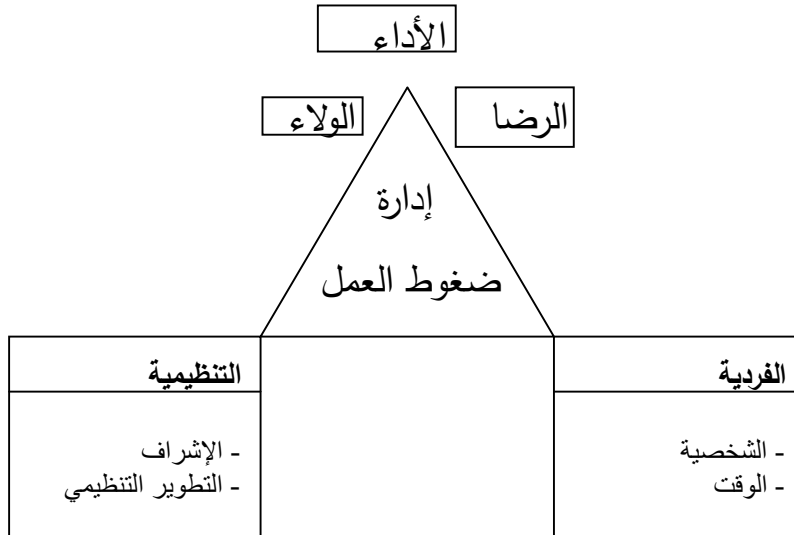 الأداء
الرضا
الولاء
إدارة
ضغوط العمل
الفردية
- الشخصية
- الوقت
التنظيمية
- الإشراف
- التطوير التنظيمي